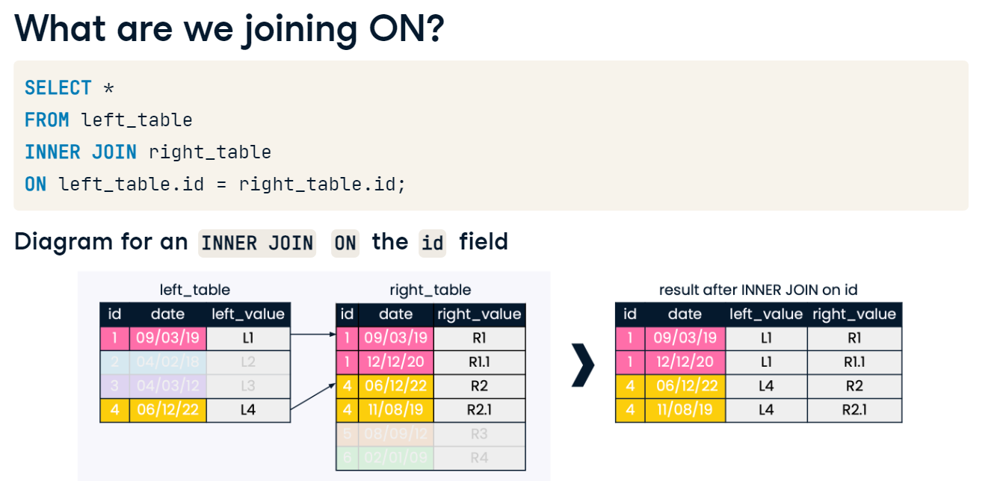 What are we joining ON?
SELECT *
FROM left_table
INNER JOIN right_table
ON left_table.id = right_table.id;
Diagram for an INNER JOIN ON the id field
left_table
id date left_value
1 09/03/19 L1
2 04/02/18 L2
3 04/03/12 L3
4 06/12/22 L4
right_table
id date right_value
1 09/03/19 R1
1 12/12/20 R1.1
4 06/12/22 R2
4 11/08/19 R2.1
5 08/09/12 R3
6 02/01/09 R4
result after INNER JOIN on id
id date left_value right_value
1 09/03/19 L1 R1
1 12/12/20 L1 R1.1
4 06/12/22 L4 R2
4 11/08/19 L4 R2.1